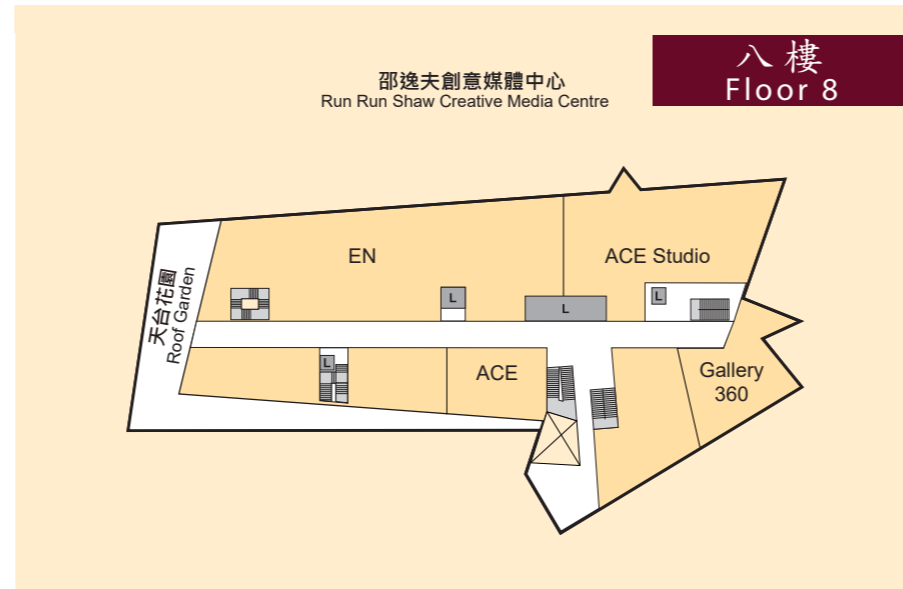 八樓
Floor 8
邵逸夫創意媒體中心
Run Run Shaw Creative Media Centre
EN
ACE Studio
天台花園
Roof Garden
L
L
L
L
ACE
Gallery
360